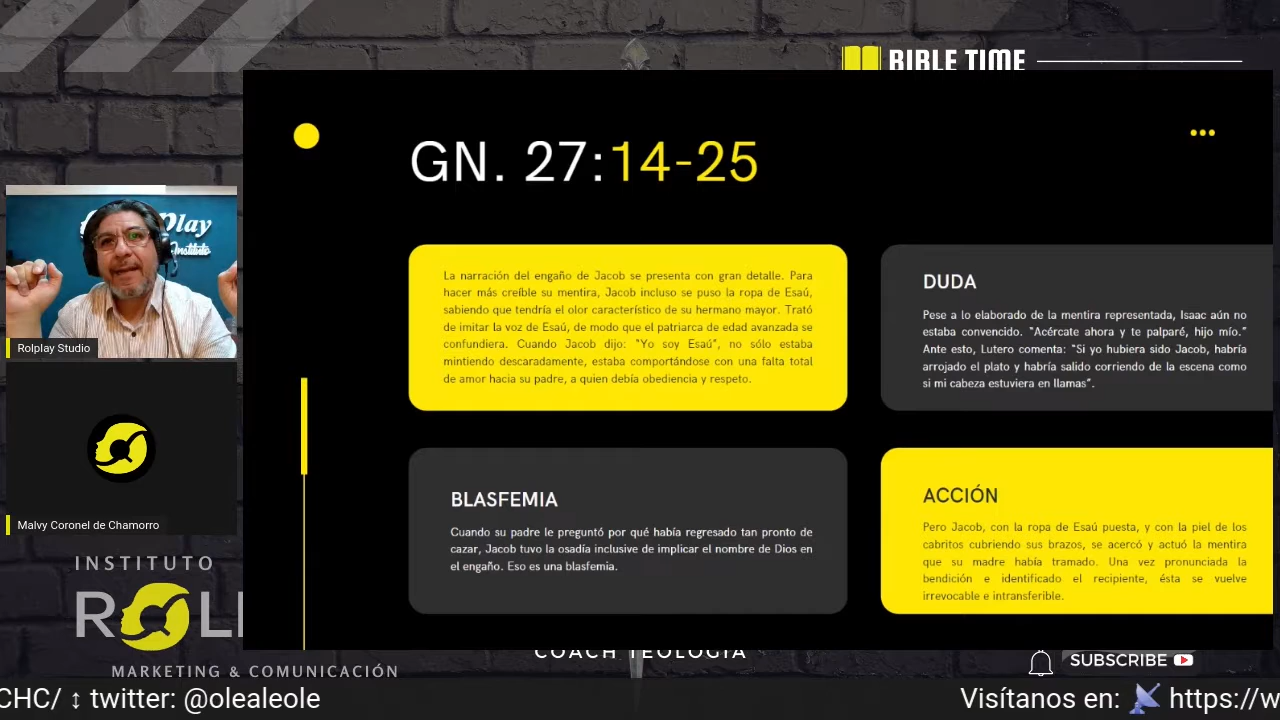 BIBLE TIME
GN. 27:14-25
La narración del engaño de Jacob se presenta con gran detalle. Para
hacer más creíble su mentira, Jacob incluso se puso la ropa de Esaú,
sabiendo que tendría el olor característico de su hermano mayor. Trató
de imitar la voz de Esaú, de modo que el patriarca de edad avanzada se
confundiera. Cuando Jacob dijo: “Yo soy Esaú”, no sólo estaba
mintiendo descaradamente, estaba comportándose con una falta total
de amor hacia su padre, a quien debía obediencia y respeto.
DUDA
Pese a lo elaborado de la mentira representada, Isaac aún no
estaba convencido. “Acércate ahora y te palparé, hijo mío.”
Ante esto, Lutero comenta: “Si yo hubiera sido Jacob, habría
arrojado el plato y habría salido corriendo de la escena como
si mi cabeza estuviera en llamas”.
BLASFEMIA
Cuando su padre le preguntó por qué había regresado tan pronto de
cazar, Jacob tuvo la osadía inclusive de implicar el nombre de Dios en
el engaño. Eso es una blasfemia.
ACCIÓN
Pero Jacob, con la ropa de Esaú puesta, y con la piel de los
cabritos cubriendo sus brazos, se acercó y actuó la mentira
que su madre había tramado. Una vez pronunciada la
bendición e identificado el recipiente, ésta se vuelve
irrevocable e intransferible.
Play
Instituto
Rolplay Studio
Malvy Coronel de Chamorro
INSTITUTO
ROL
MARKETING & COMUNICACIÓN
COACH TEOLOGÍA
SUBSCRIBE
CHC/ ↕ twitter: @olealeole
Visítanos en: 📡 https://w